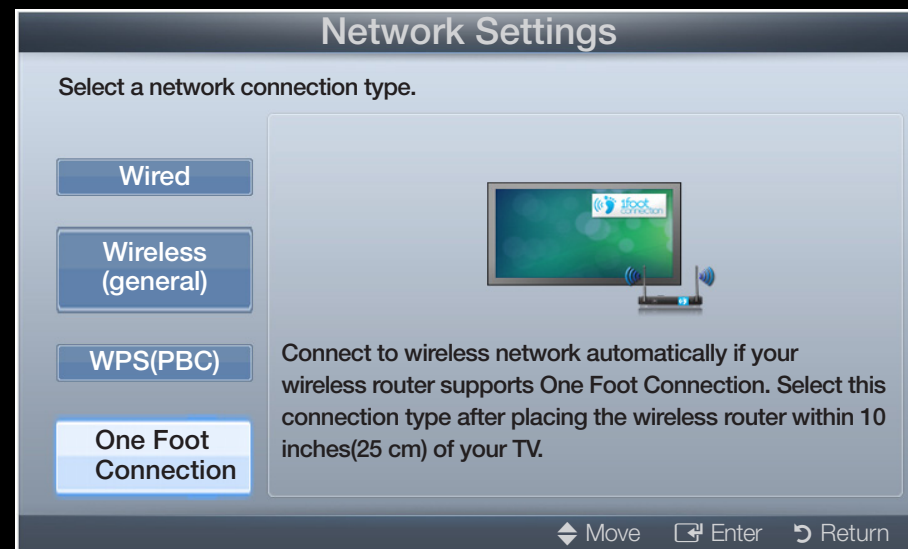 Network Settings
Select a network connection type.
Wired
Wireless
(general)
WPS(PBC)
One Foot
Connection
1foot
connection
Connect to wireless network automatically if your
wireless router supports One Foot Connection. Select this
connection type after placing the wireless router within 10
inches(25 cm) of your TV.
Move Enter Return